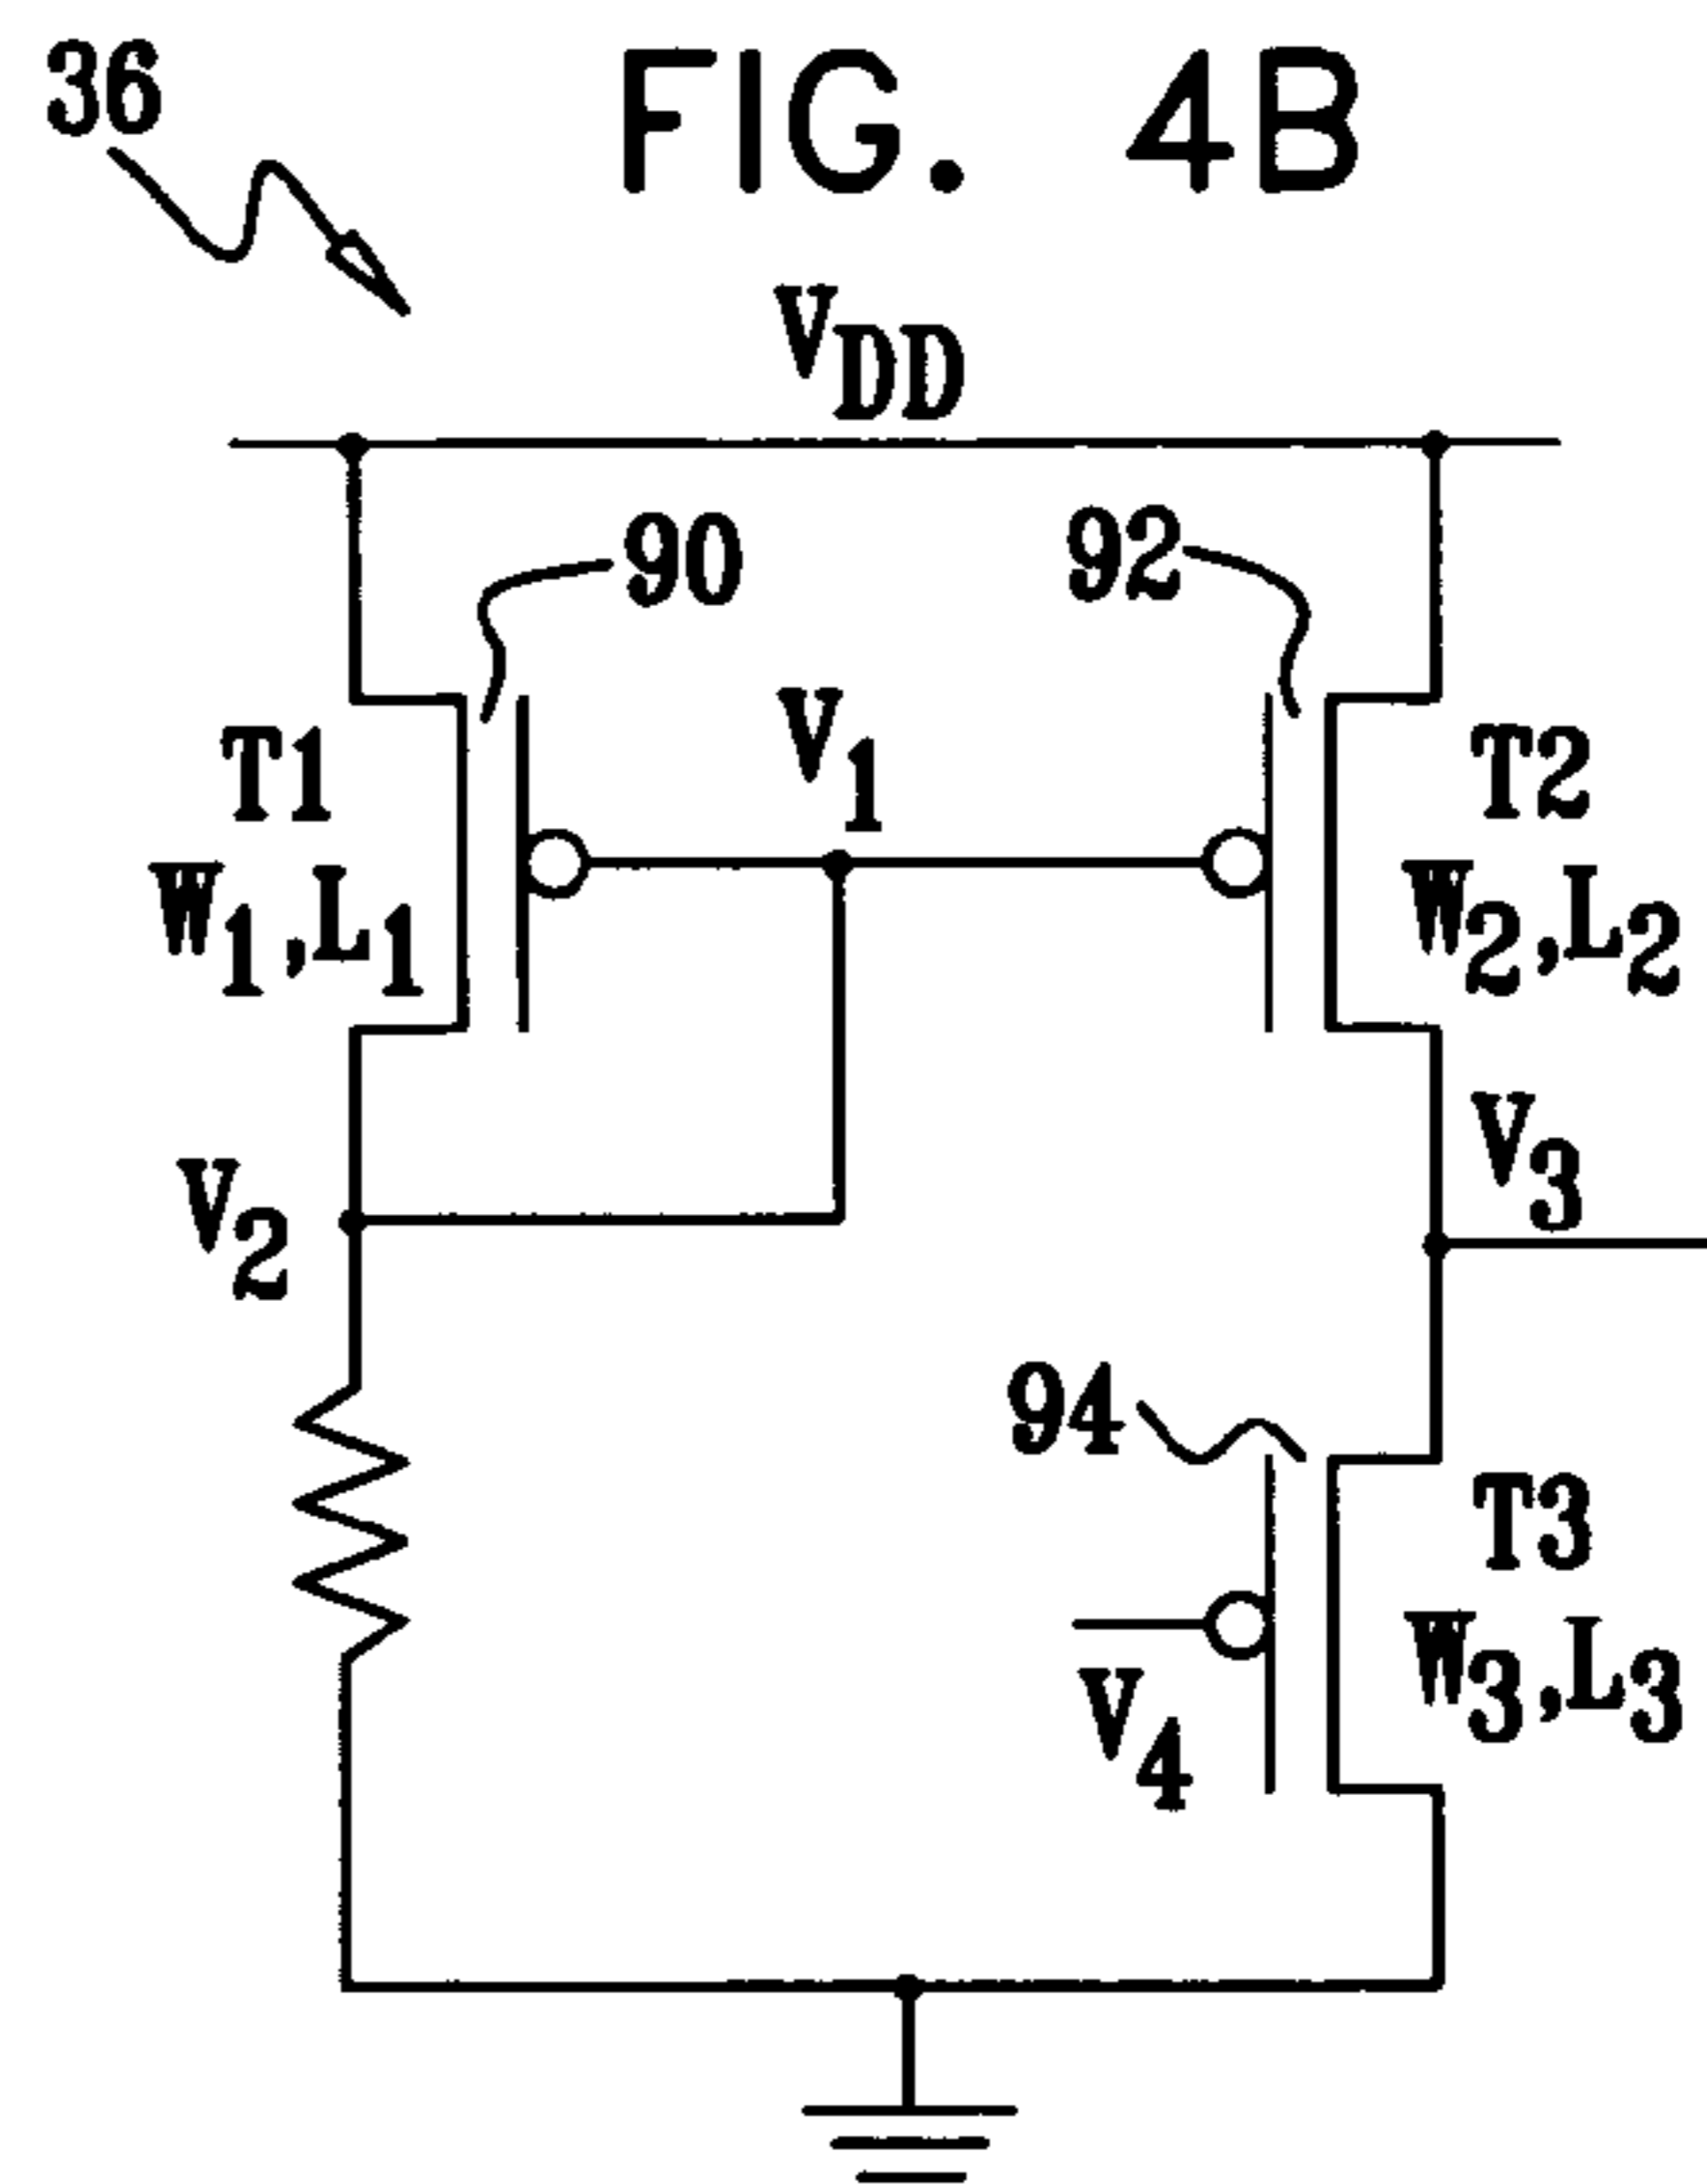 36
FIG. 4B
VDD
90
92
V1
T1
W1,L1
T2
W2,L2
V2
V3
94
T3
W3,L3
V4